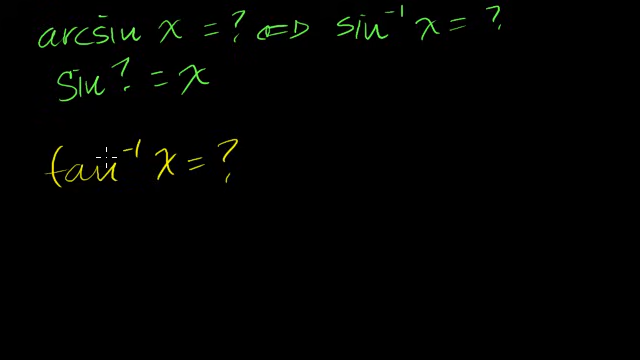 arcsin x = ? ⇔ sin⁻¹ x = ?
sin ? = x
tan⁻¹ x = ?